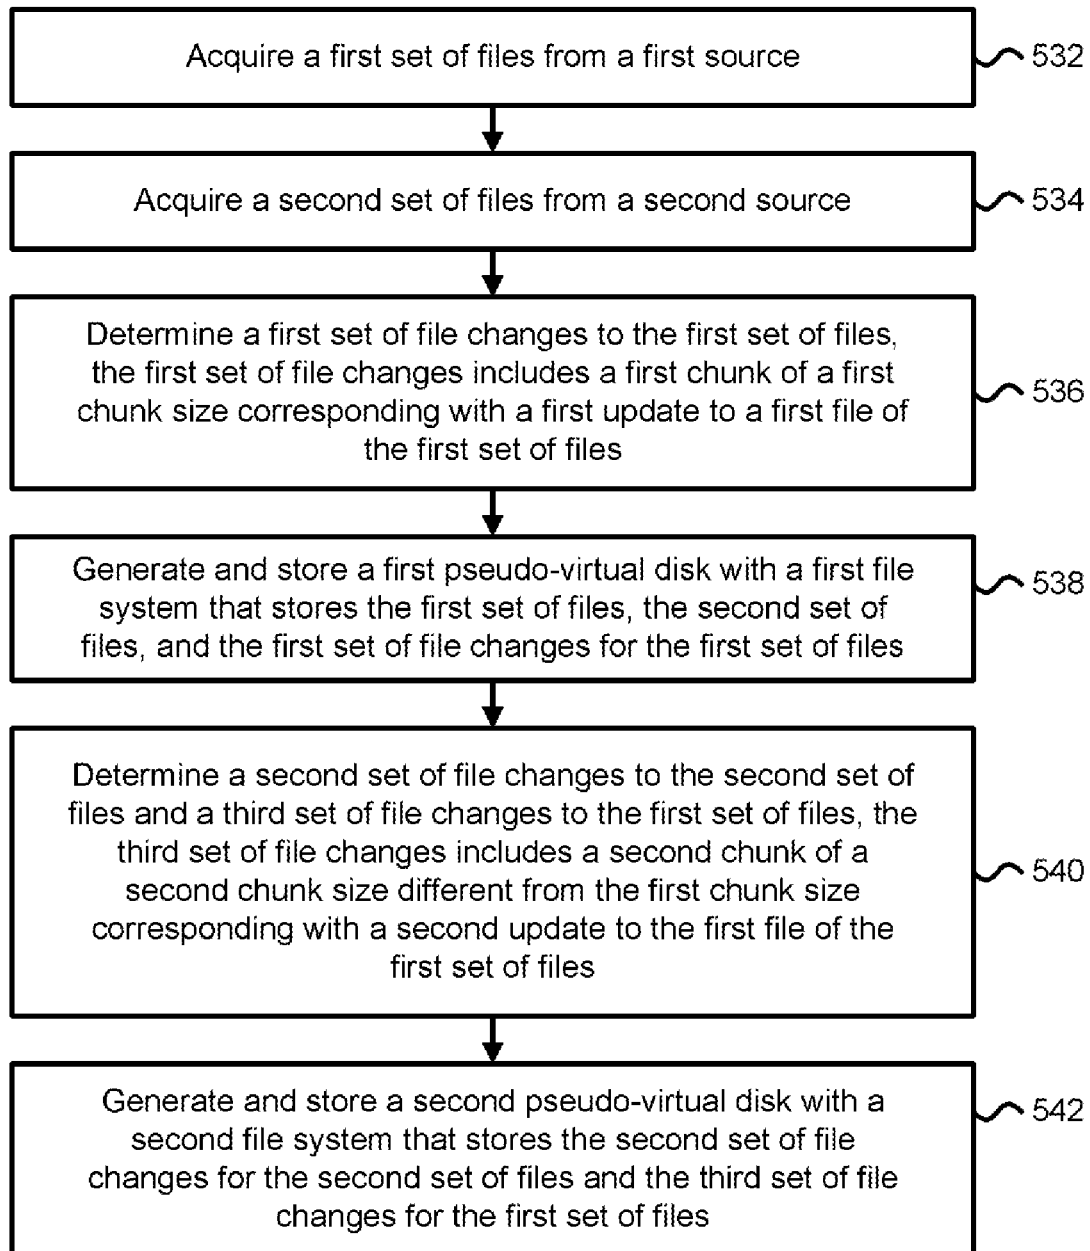 Acquire a first set of files from a first source
532
Acquire a second set of files from a second source
534
Determine a first set of file changes to the first set of files,
the first set of file changes includes a first chunk of a first
chunk size corresponding with a first update to a first file of
the first set of files
536
Generate and store a first pseudo-virtual disk with a first file
system that stores the first set of files, the second set of
files, and the first set of file changes for the first set of files
538
Determine a second set of file changes to the second set of
files and a third set of file changes to the first set of files, the
third set of file changes includes a second chunk of a
second chunk size different from the first chunk size
corresponding with a second update to the first file of the
first set of files
540
Generate and store a second pseudo-virtual disk with a
second file system that stores the second set of file
changes for the second set of files and the third set of file
changes for the first set of files
542